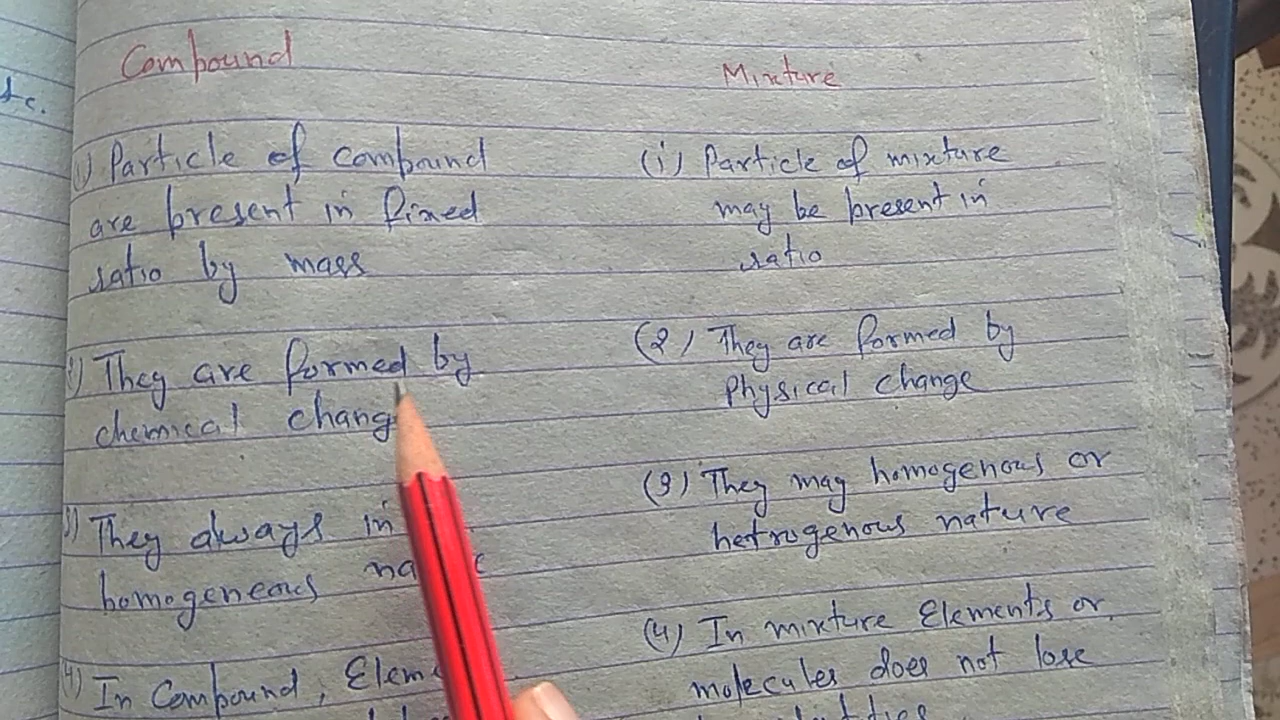 Compound
1) Particle of compound
are present in fixed
ratio by mass
2) They are formed by
chemical chang
3) They always in
homogeneous
4) In Compound, Elem
Mixture
(i) Particle of mixture
may be present in
ratio
(2) They are formed by
Physical change
(3) They may homogenous or
hetrogenous nature
(4) In mixture Elements or
molecules does not lose